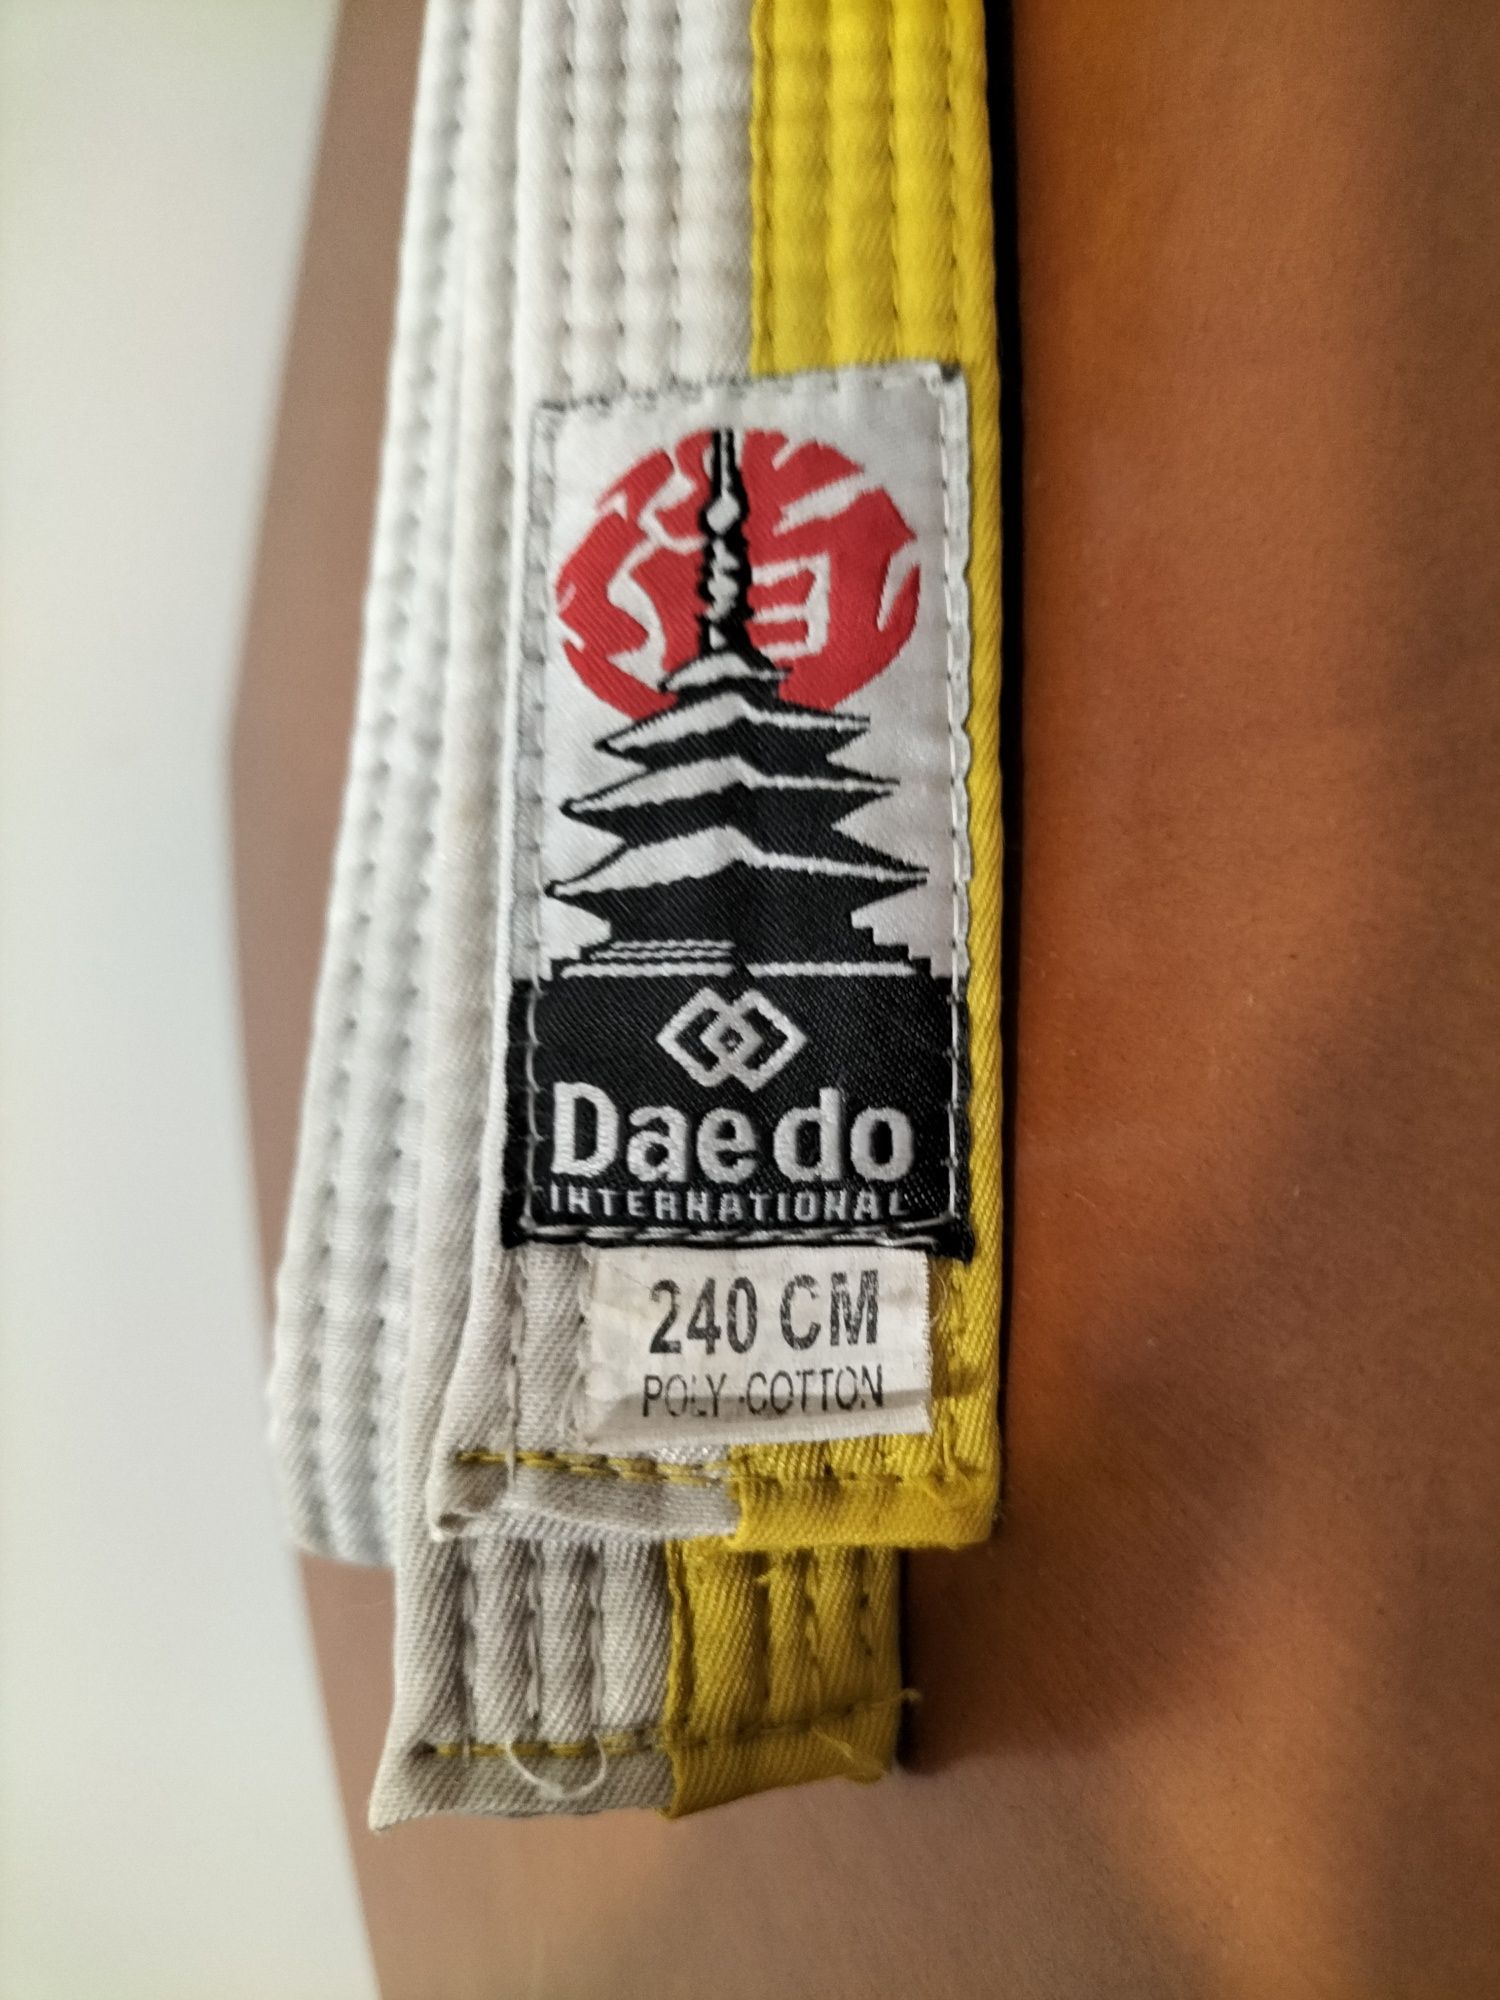 Daedo
INTERNATIONAL
240 CM
POLY-COTTON